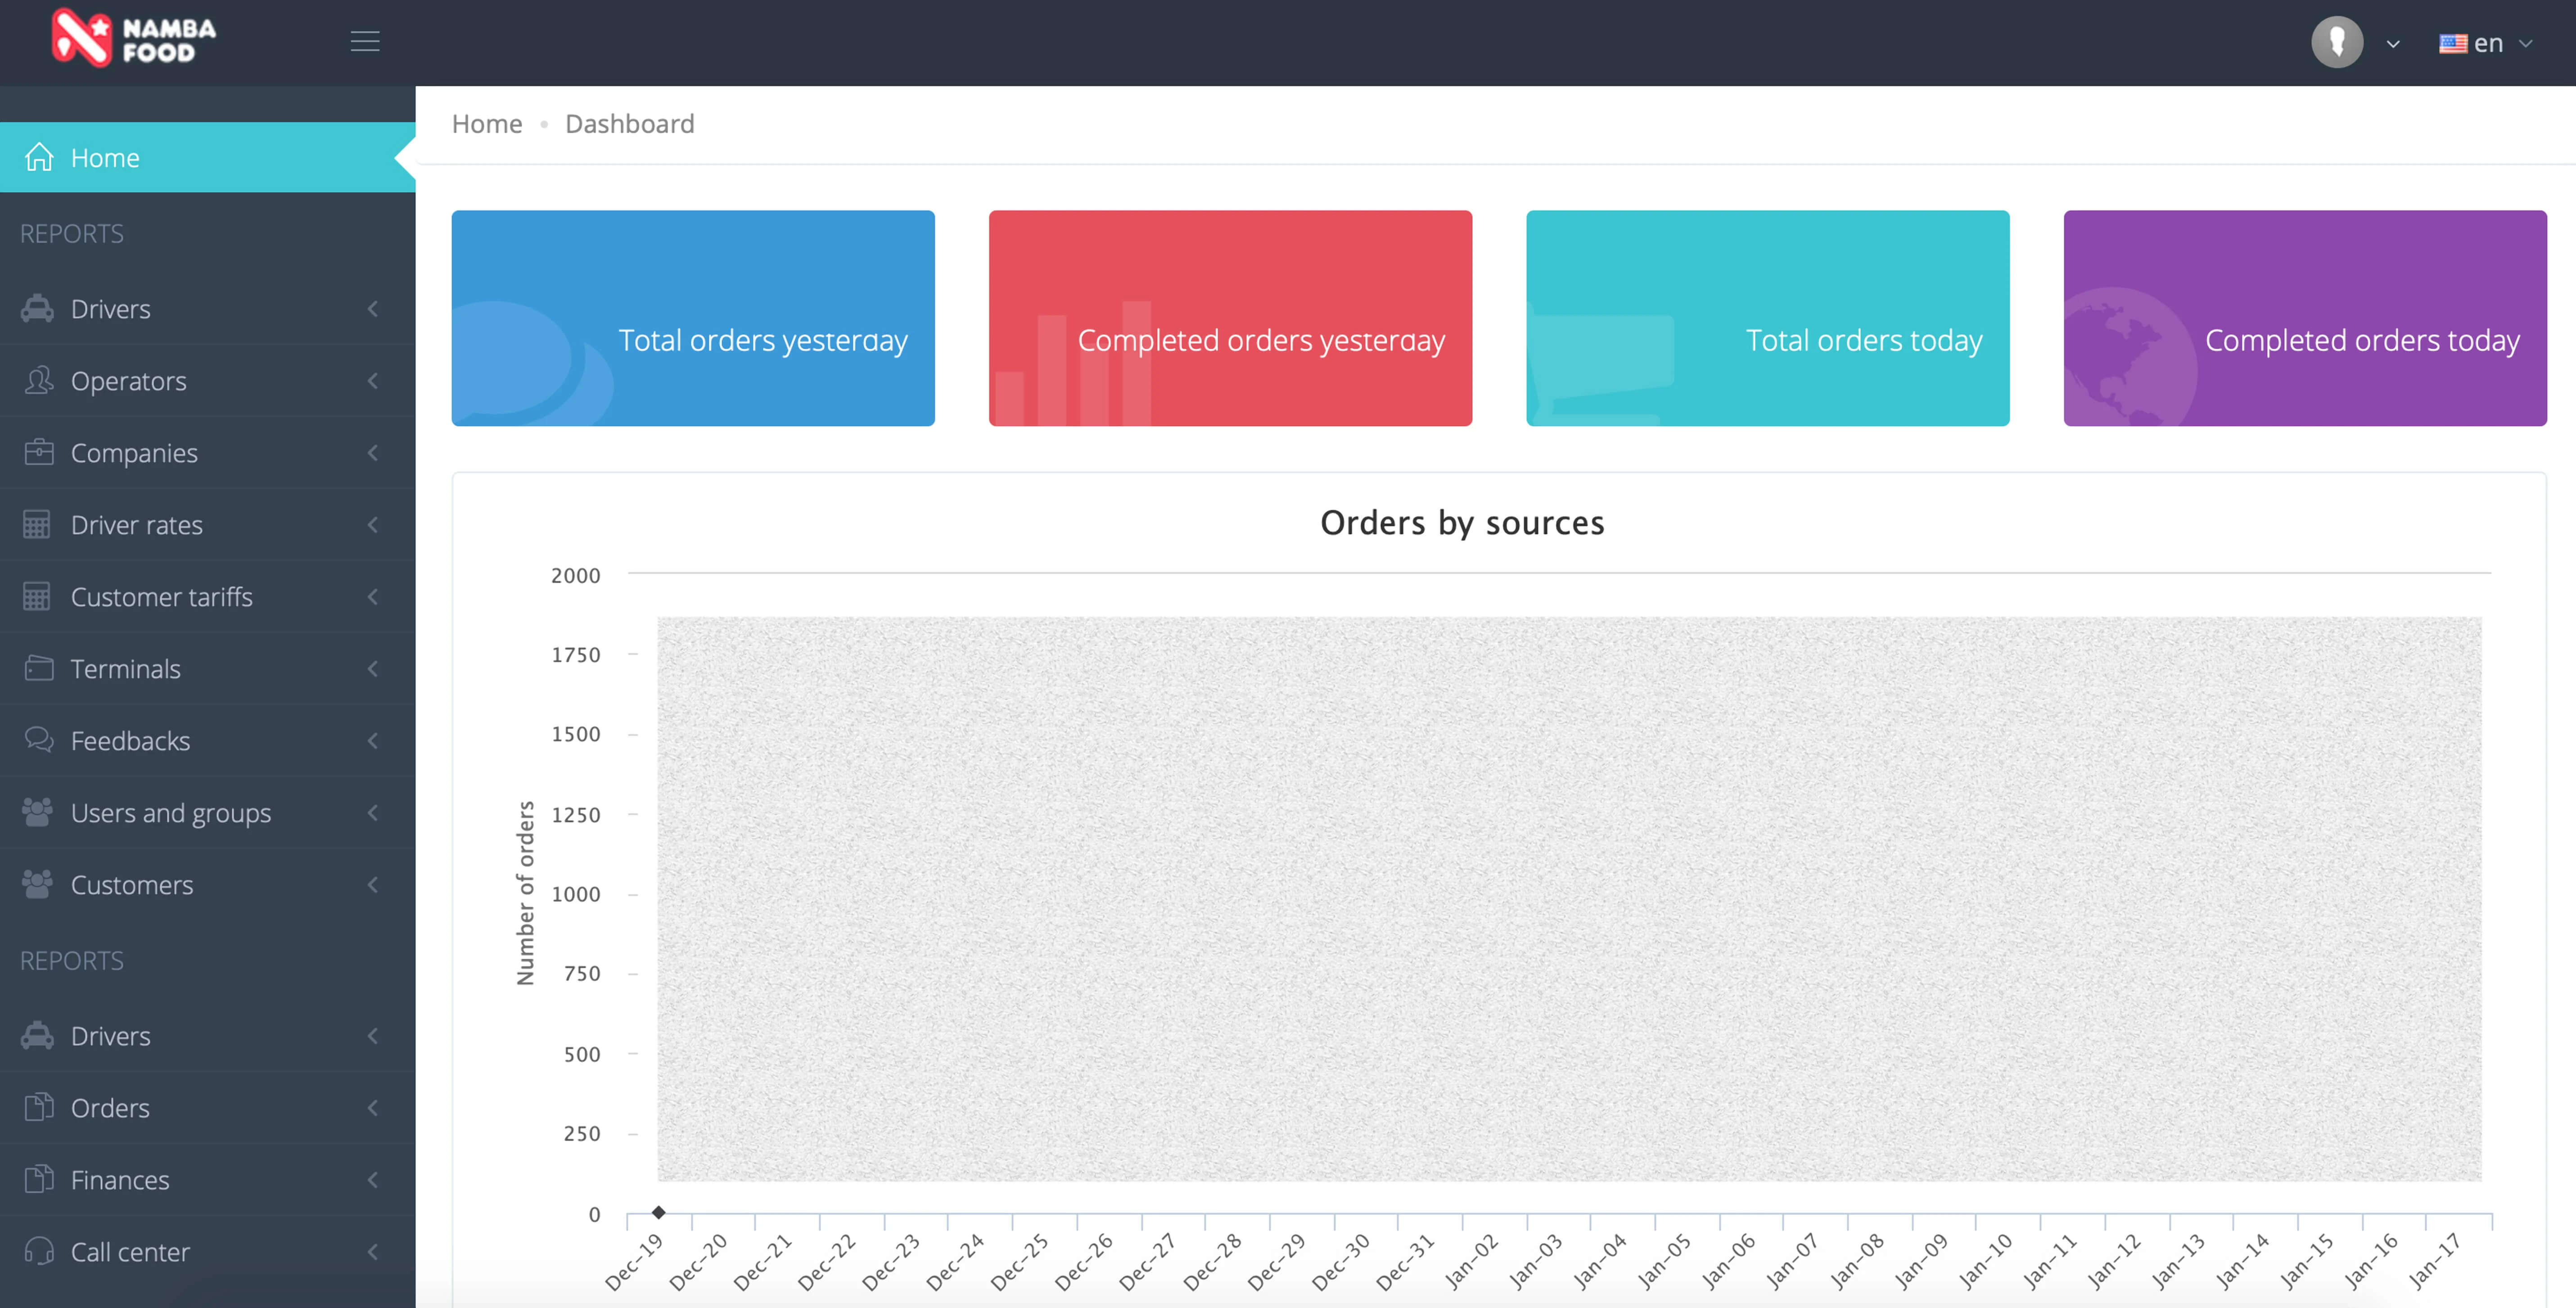 NAMBA
FOOD
en
Home
REPORTS
Drivers
Operators
Companies
Driver rates
Customer tariffs
Terminals
Feedbacks
Users and groups
Customers
REPORTS
Drivers
Orders
Finances
Call center
Home • Dashboard
Total orders yesterday
Completed orders yesterday
Total orders today
Completed orders today
Orders by sources
Number of orders
2000
1750
1500
1250
1000
750
500
250
0
Dec-19
Dec-20
Dec-21
Dec-22
Dec-23
Dec-24
Dec-25
Dec-26
Dec-27
Dec-28
Dec-29
Dec-30
Dec-31
Jan-02
Jan-03
Jan-04
Jan-05
Jan-06
Jan-07
Jan-08
Jan-09
Jan-10
Jan-11
Jan-12
Jan-13
Jan-14
Jan-15
Jan-16
Jan-17